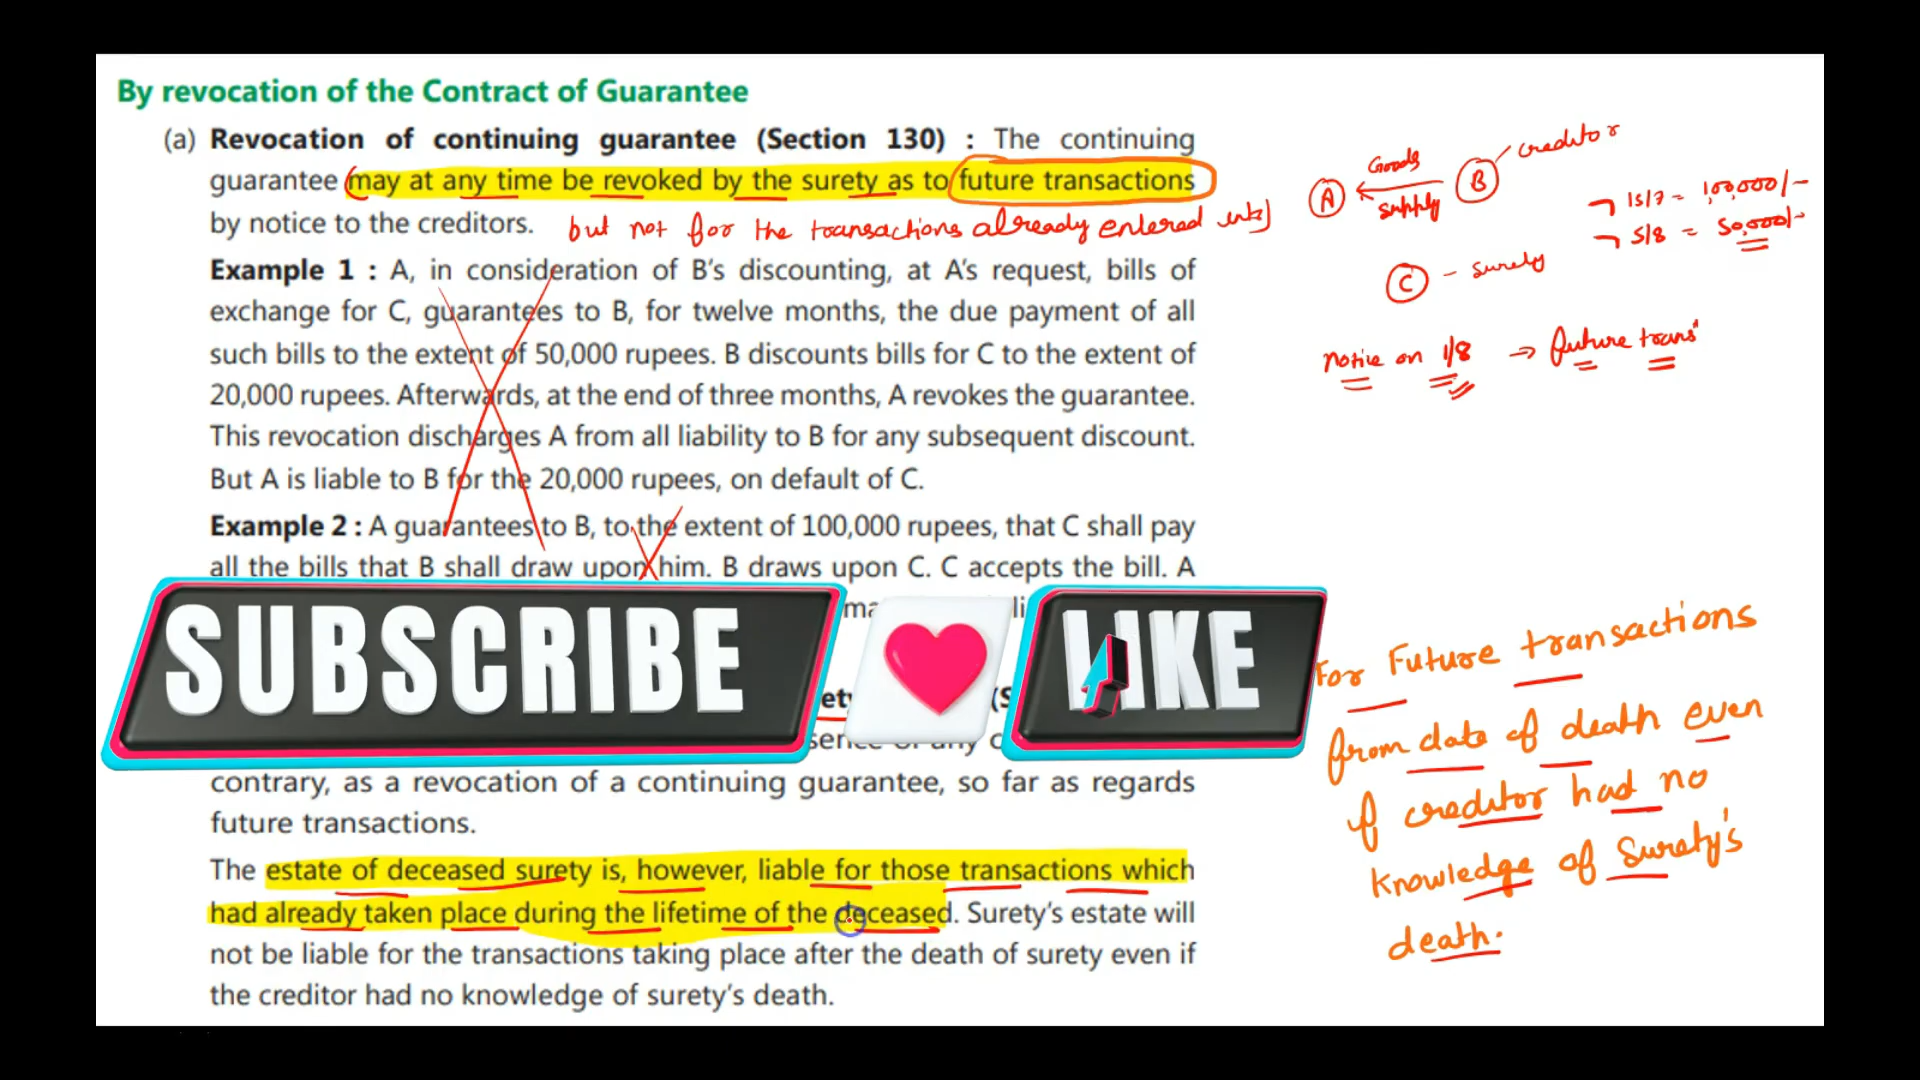 By revocation of the Contract of Guarantee
(a) Revocation of continuing guarantee (Section 130) : The continuing
guarantee may at any time be revoked by the surety as to future transactions
by notice to the creditors. but not for the transactions already entered into)
Example 1 : A, in consideration of B's discounting, at A's request, bills of
exchange for C, guarantees to B, for twelve months, the due payment of all
such bills to the extent of 50,000 rupees. B discounts bills for C to the extent of
20,000 rupees. Afterwards, at the end of three months, A revokes the guarantee.
This revocation discharges A from all liability to B for any subsequent discount.
But A is liable to B for the 20,000 rupees, on default of C.
Example 2 : A guarantees to B, to the extent of 100,000 rupees, that C shall pay
all the bills that B shall draw upon him. B draws upon C. C accepts the bill. A
SUBSCRIBE LIKE
contrary, as a revocation of a continuing guarantee, so far as regards
future transactions.
The estate of deceased surety is, however, liable for those transactions which
had already taken place during the lifetime of the deceased. Surety's estate will
not be liable for the transactions taking place after the death of surety even if
the creditor had no knowledge of surety's death.
A Goods supply B creditor
15/7 = 1,00,000/-
5/8 = 50,000/-
C - surety
notice on 1/8 → future transⁿ
For Future transactions
from date of death even
if creditor had no
knowledge of Surety's
death.